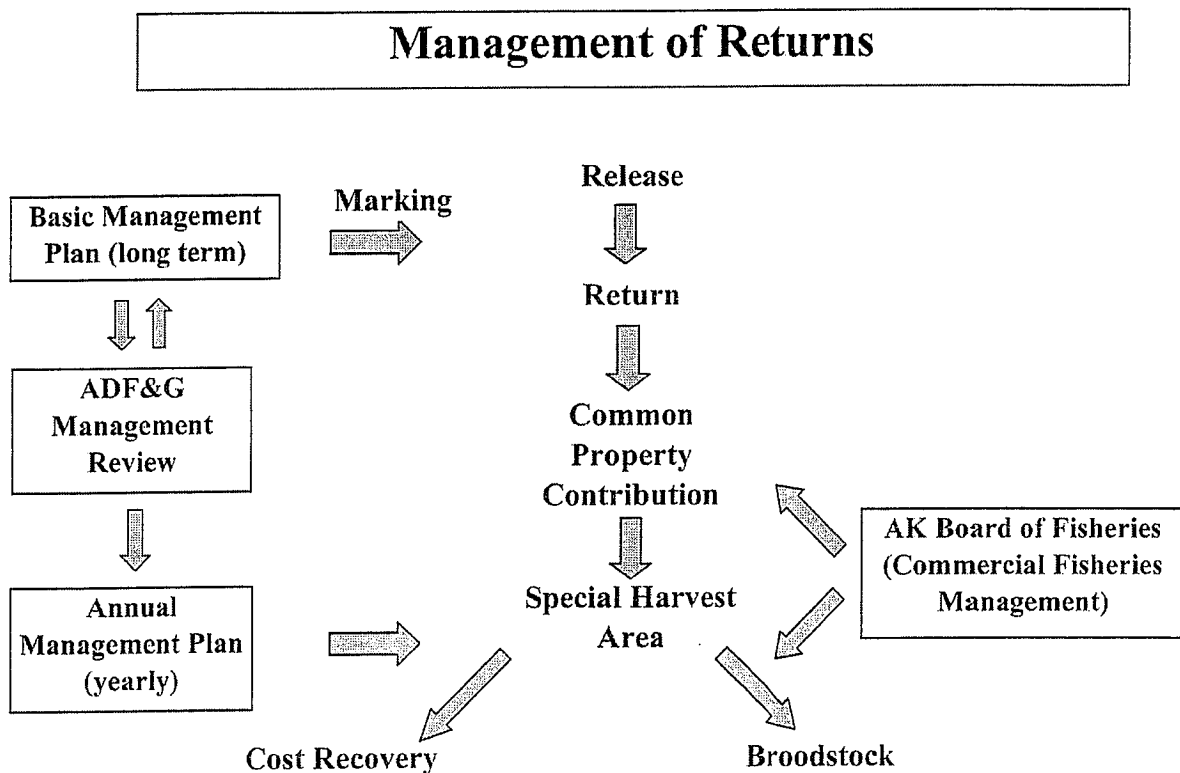 Management of Returns
Basic Management
Plan (long term)
Marking
Release
Return
ADF&G
Management
Review
Common
Property
Contribution
AK Board of Fisheries
(Commercial Fisheries
Management)
Annual
Management Plan
(yearly)
Special Harvest
Area
Cost Recovery
Broodstock